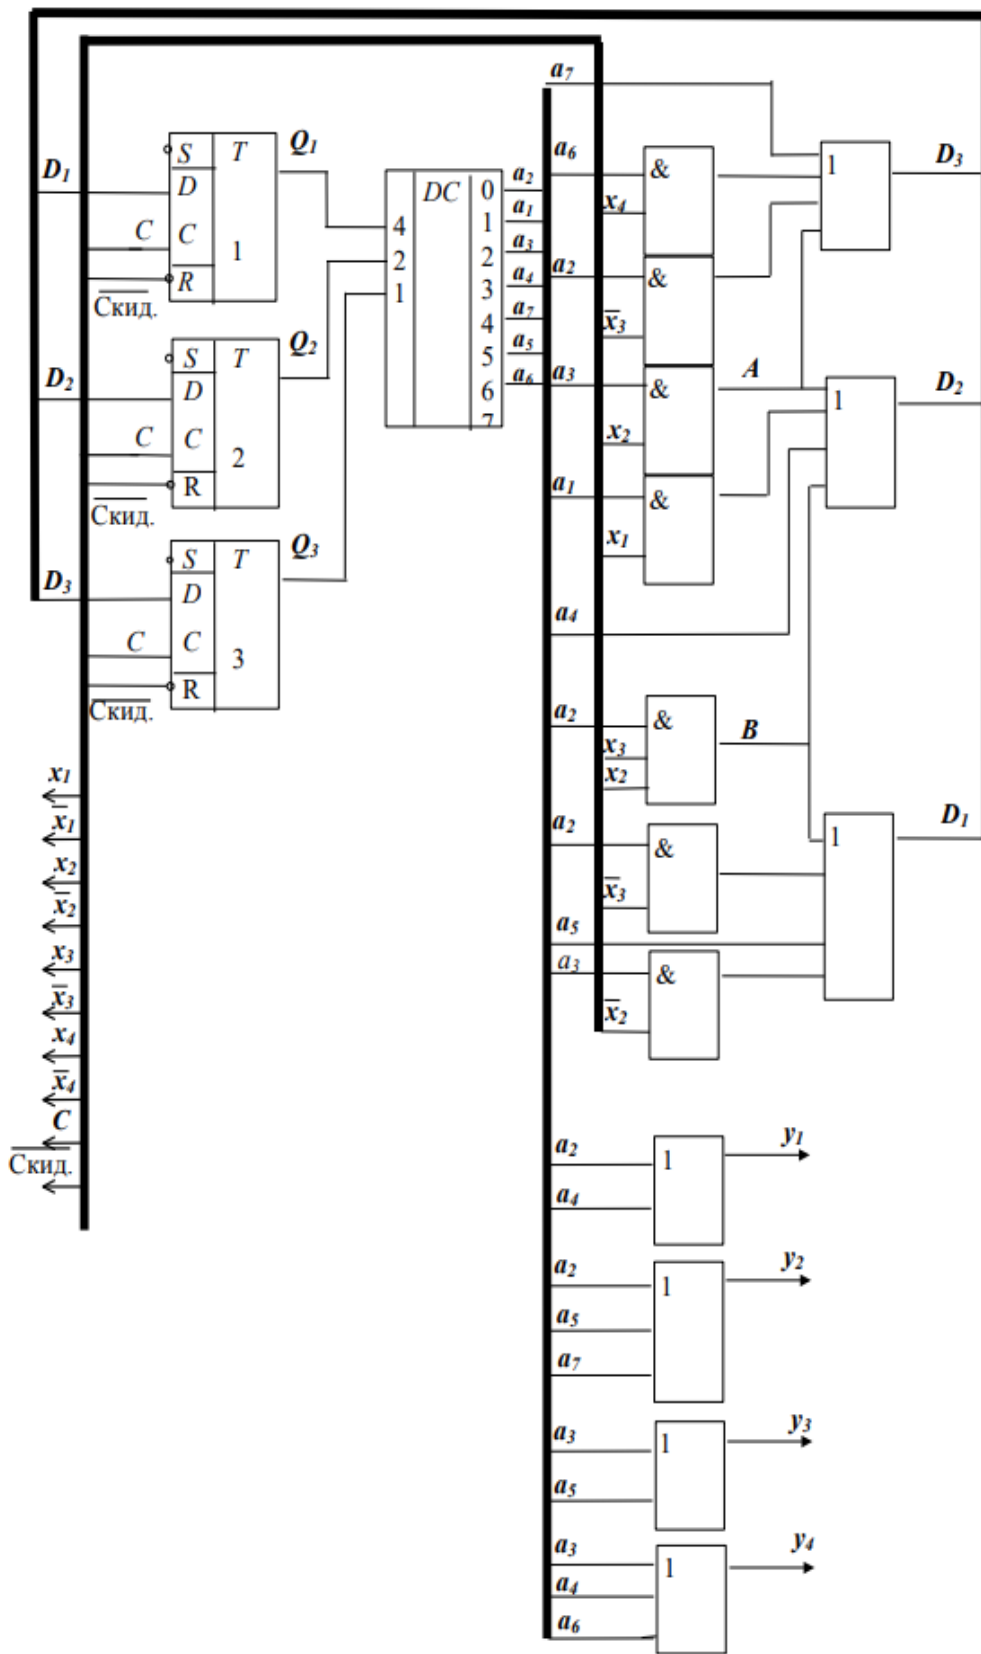 a7
D1 S T Q1 D
C C 1
R
Скид.
DC
4 2 1
0 a2
1 a1
2 a3
3 a4
4 a7
5 a5
6 a6
7
D2 S T Q2 D
C C 2
R
Скид.
D3 S T Q3 D
C C 3
R
Скид.
x1
x̅1
x2
x̅2
x3
x̅3
x4
x̅4
C
Скид.
a6 &
x4
a2 &
x̅3
a3 & A
x2
a1 &
x1
a4
a2 & B
x3
x2
a2 &
x̅3
a5
a3 &
x̅2
1 D3
1 D2
1 D1
a2 1 y1
a4
a2 1 y2
a5
a7
a3 1 y3
a5
a3 1 y4
a4
a6